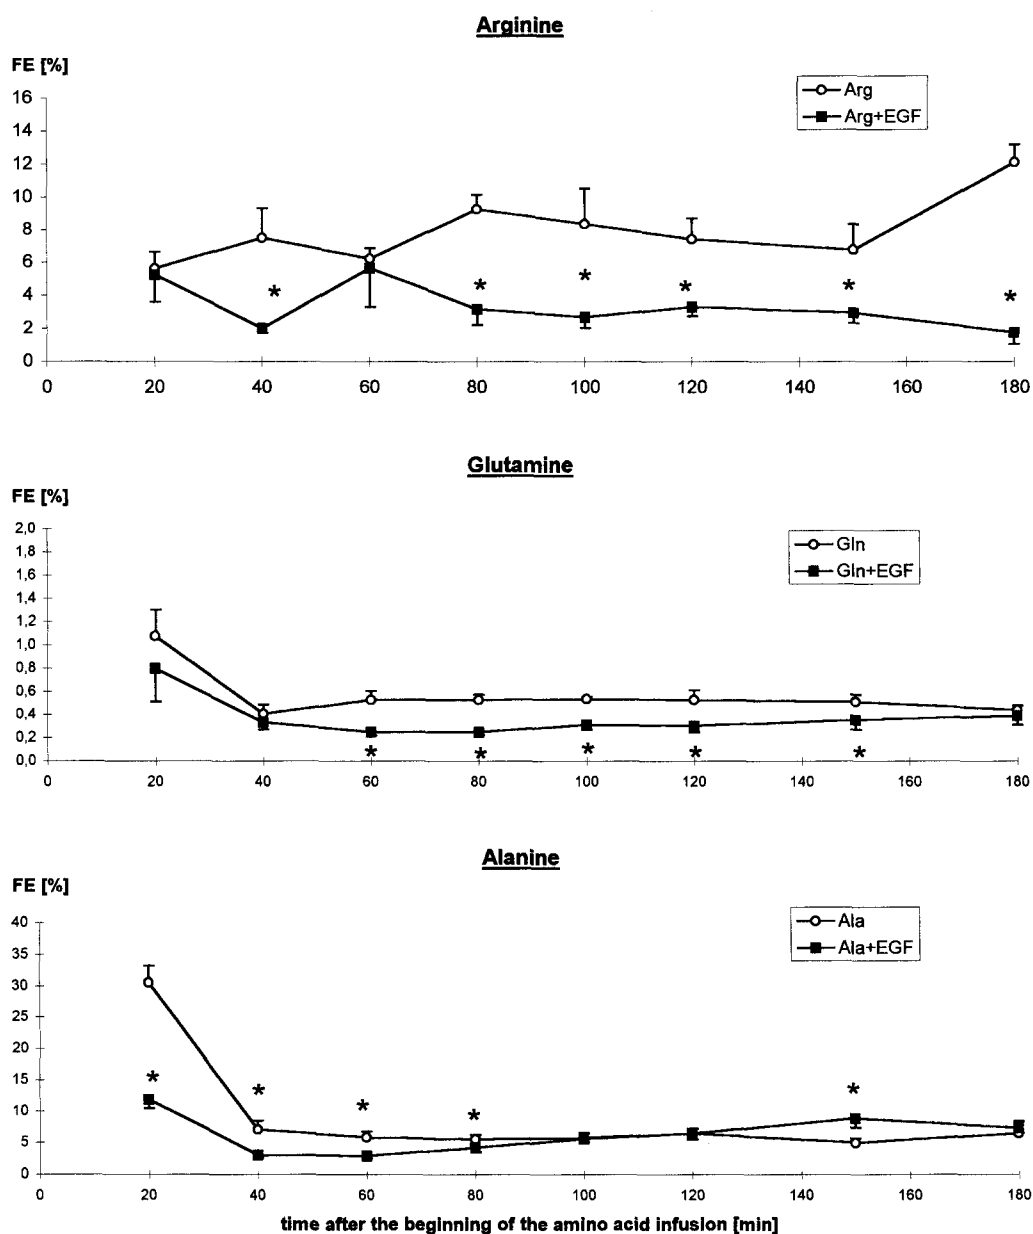 Arginine
FE [%]
16
14
12
10
8
6
4
2
0
Arg
Arg+EGF
*
*
*
*
*
*
0 20 40 60 80 100 120 140 160 180
Glutamine
FE [%]
2,0
1,8
1,6
1,4
1,2
1,0
0,8
0,6
0,4
0,2
0,0
Gln
Gln+EGF
*
*
*
*
*
0 20 40 60 80 100 120 140 160 180
Alanine
FE [%]
40
35
30
25
20
15
10
5
0
Ala
Ala+EGF
*
*
*
*
*
0 20 40 60 80 100 120 140 160 180
time after the beginning of the amino acid infusion [min]